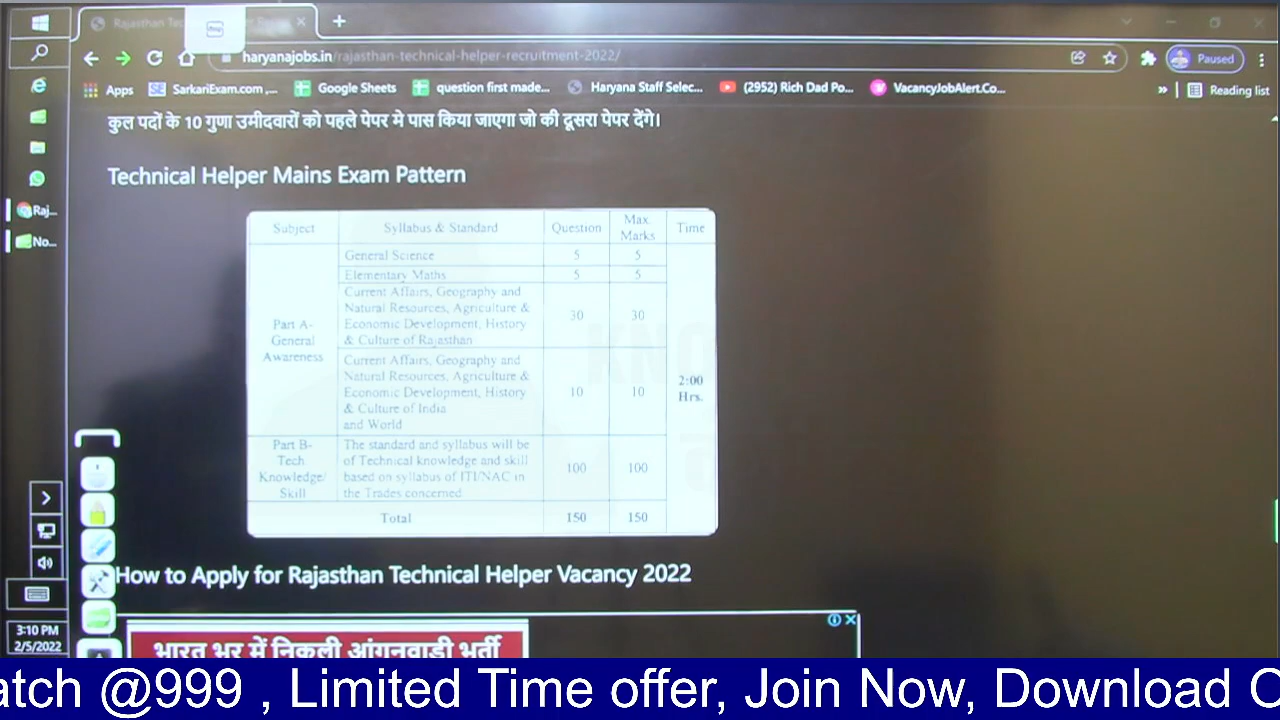 Rajasthan Tec
haryanajobs.in/rajasthan-technical-helper-recruitment-2022/
Paused
Apps
SarkariExam.com ,...
Google Sheets
question first made...
Haryana Staff Selec...
(2952) Rich Dad Po...
VacancyJobAlert.Co...
»
Reading list
कुल पदों के 10 गुणा उमीदवारों को पहले पेपर मे पास किया जाएगा जो की दूसरा पेपर देंगे।
Technical Helper Mains Exam Pattern
Subject Syllabus & Standard Question Max. Marks Time
General Science 5 5
Elementary Maths 5 5
Part A-
General
Awareness
Current Affairs, Geography and
Natural Resources, Agriculture &
Economic Development, History
& Culture of Rajasthan
30 30
Current Affairs, Geography and
Natural Resources, Agriculture &
Economic Development, History
& Culture of India
and World
10 10
2:00
Hrs.
Part B-
Tech
Knowledge/
Skill
The standard and syllabus will be
of Technical knowledge and skill
based on syllabus of ITI/NAC in
the Trades concerned
100 100
Total 150 150
How to Apply for Rajasthan Technical Helper Vacancy 2022
भारत भर में निकली आंगनवाड़ी भर्ती
Raj...
No...
3:10 PM
2/5/2022
atch @999 , Limited Time offer, Join Now, Download